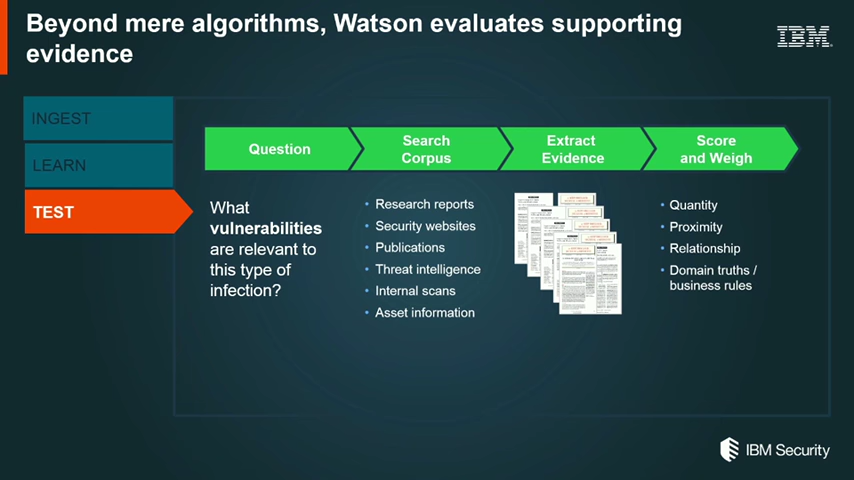 Beyond mere algorithms, Watson evaluates supporting
evidence
IBM
INGEST
LEARN
TEST
Question
Search
Corpus
Extract
Evidence
Score
and Weigh
What
vulnerabilities
are relevant to
this type of
infection?
• Research reports
• Security websites
• Publications
• Threat intelligence
• Internal scans
• Asset information
• Quantity
• Proximity
• Relationship
• Domain truths /
business rules
IBM Security